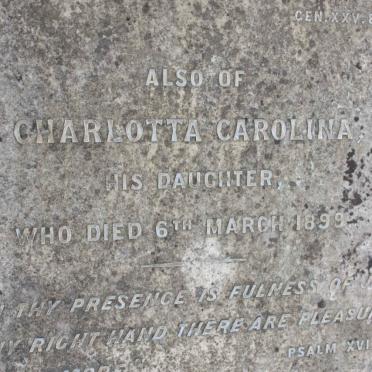 GEN. XXV. 8
ALSO OF
CHARLOTTA CAROLINA,
HIS DAUGHTER,
WHO DIED 6TH MARCH 1899.
THY PRESENCE IS FULNESS OF
RIGHT HAND THERE ARE PLEASU
PSALM XVI